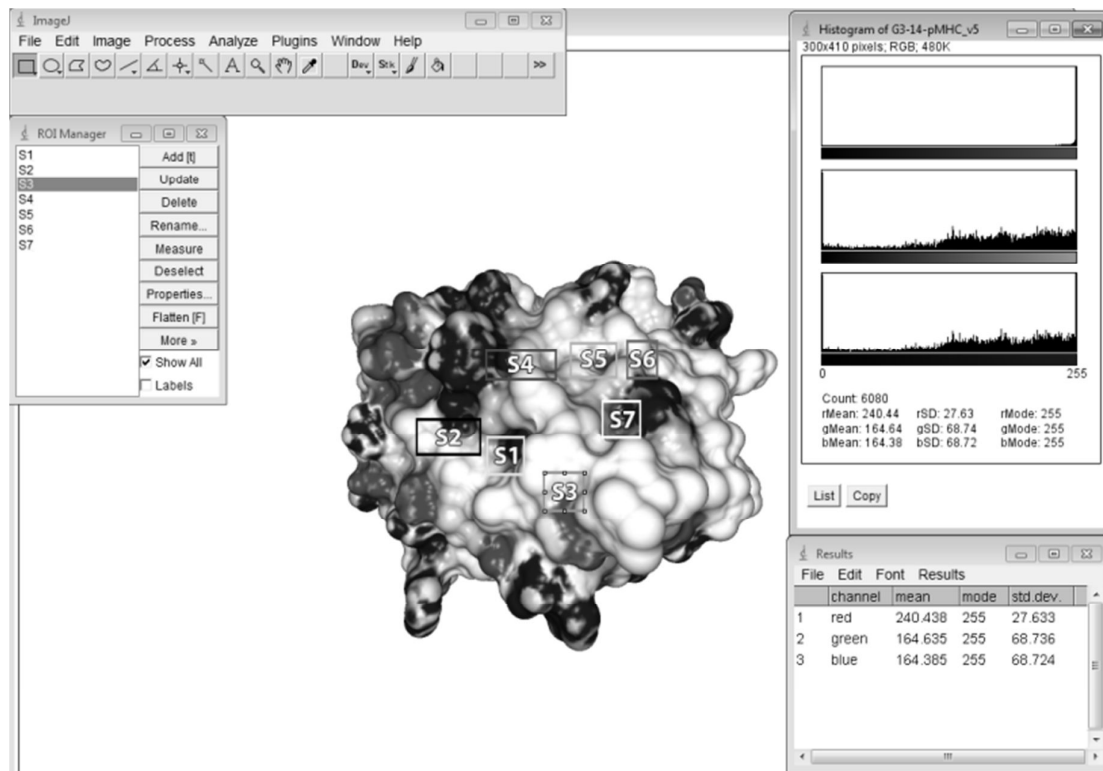 ImageJ
File Edit Image Process Analyze Plugins Window Help
A Dev Stk >>
ROI Manager
S1
S2
S3
S4
S5
S6
S7
Add [t]
Update
Delete
Rename...
Measure
Deselect
Properties...
Flatten [F]
More »
Show All
Labels
S4 S5 S6
S7
S2
S1
S3
Histogram of G3-14-pMHC_v5
300x410 pixels; RGB; 480K
0 255
Count: 6080
rMean: 240.44 rSD: 27.63 rMode: 255
gMean: 164.64 gSD: 68.74 gMode: 255
bMean: 164.38 bSD: 68.72 bMode: 255
List Copy
Results
File Edit Font Results
channel mean mode std.dev.
1 red 240.438 255 27.633
2 green 164.635 255 68.736
3 blue 164.385 255 68.724